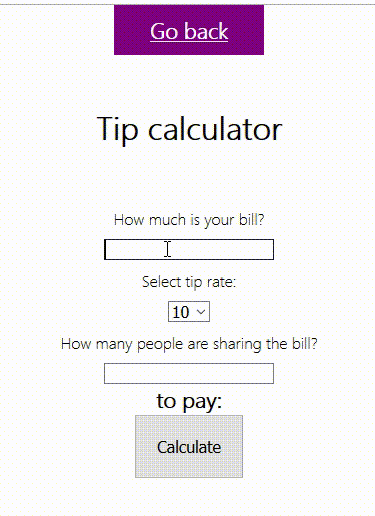 Go back
Tip calculator
How much is your bill?
Select tip rate:
10
How many people are sharing the bill?
to pay:
Calculate